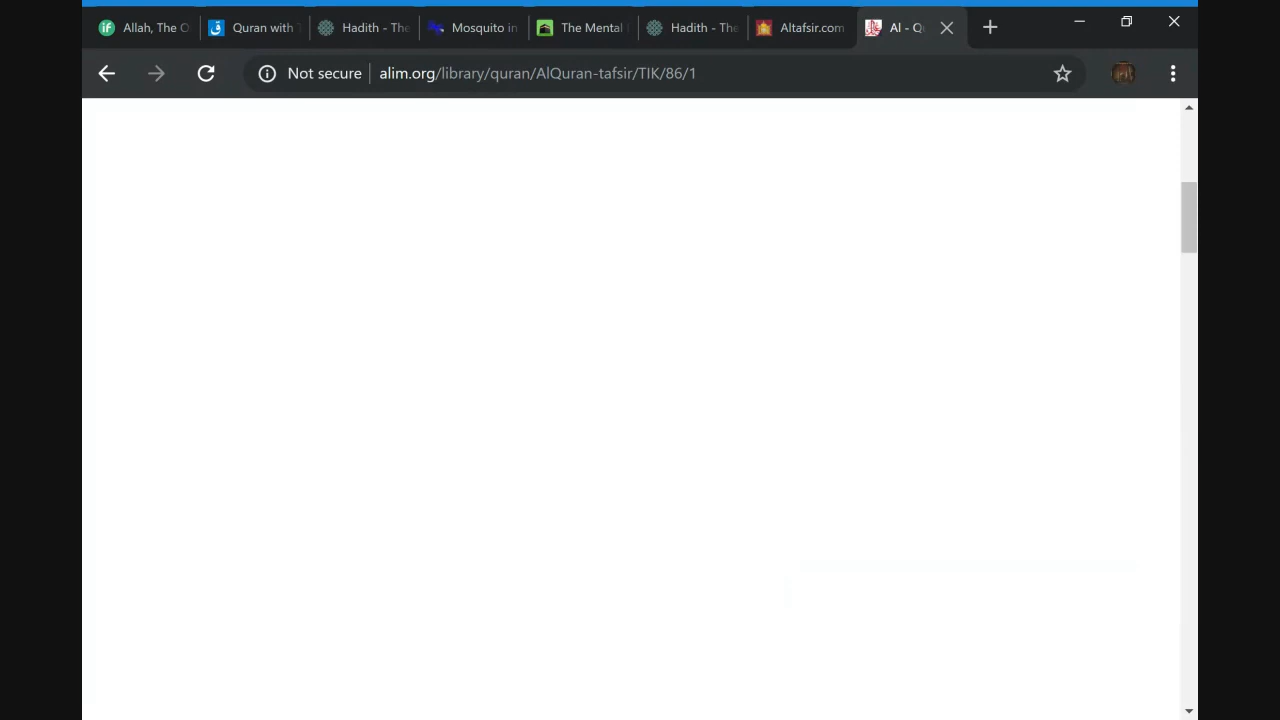 if Allah, The O
Quran with
Hadith - The
Mosquito in
The Mental
Hadith - The
Altafsir.com
Al - Q
Not secure
alim.org/library/quran/AlQuran-tafsir/TIK/86/1